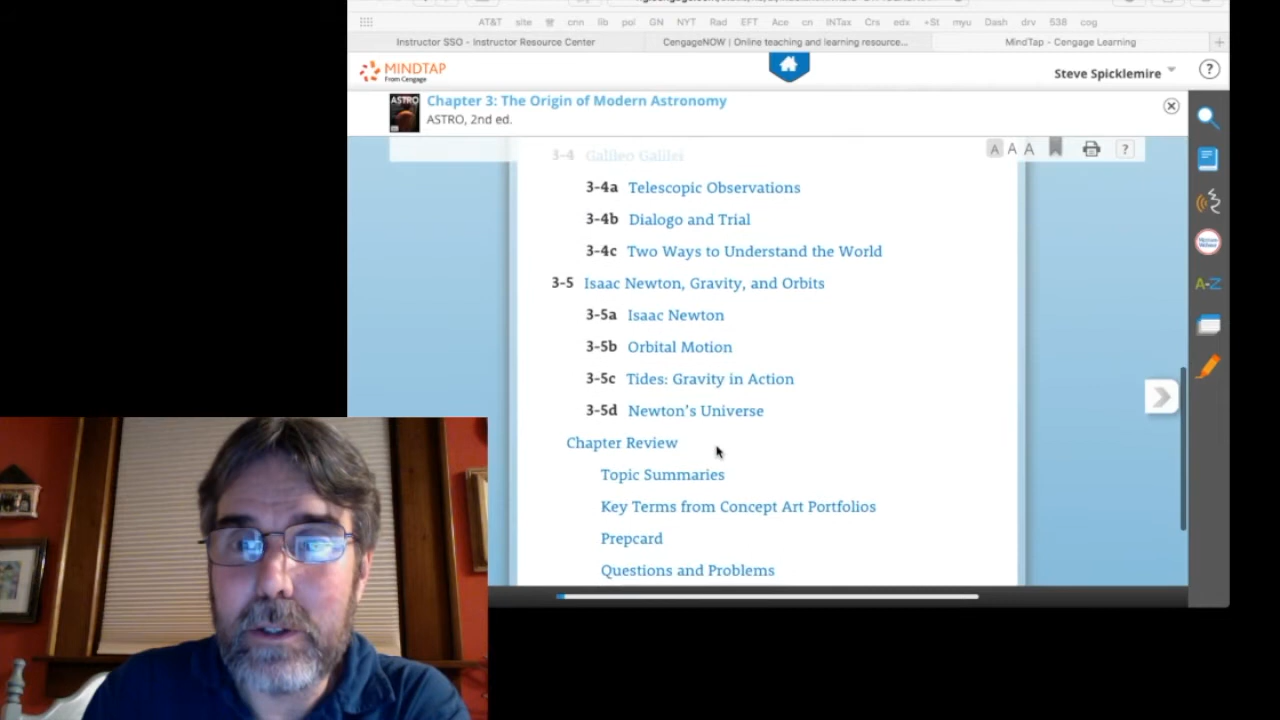 AT&T site cnn lib pol GN NYT Rad EFT Ace cn INTax Crs edx +St myu Dash drv 538 cog
Instructor SSO - Instructor Resource Center
CengageNOW | Online teaching and learning resource...
MindTap - Cengage Learning
MINDTAP
From Cengage
Steve Spicklemire
?
ASTRO
Chapter 3: The Origin of Modern Astronomy
ASTRO, 2nd ed.
A A A ?
3-4 Galileo Galilei
3-4a Telescopic Observations
3-4b Dialogo and Trial
3-4c Two Ways to Understand the World
3-5 Isaac Newton, Gravity, and Orbits
A-Z
3-5a Isaac Newton
3-5b Orbital Motion
3-5c Tides: Gravity in Action
3-5d Newton's Universe
Chapter Review
Topic Summaries
Key Terms from Concept Art Portfolios
Prepcard
Questions and Problems